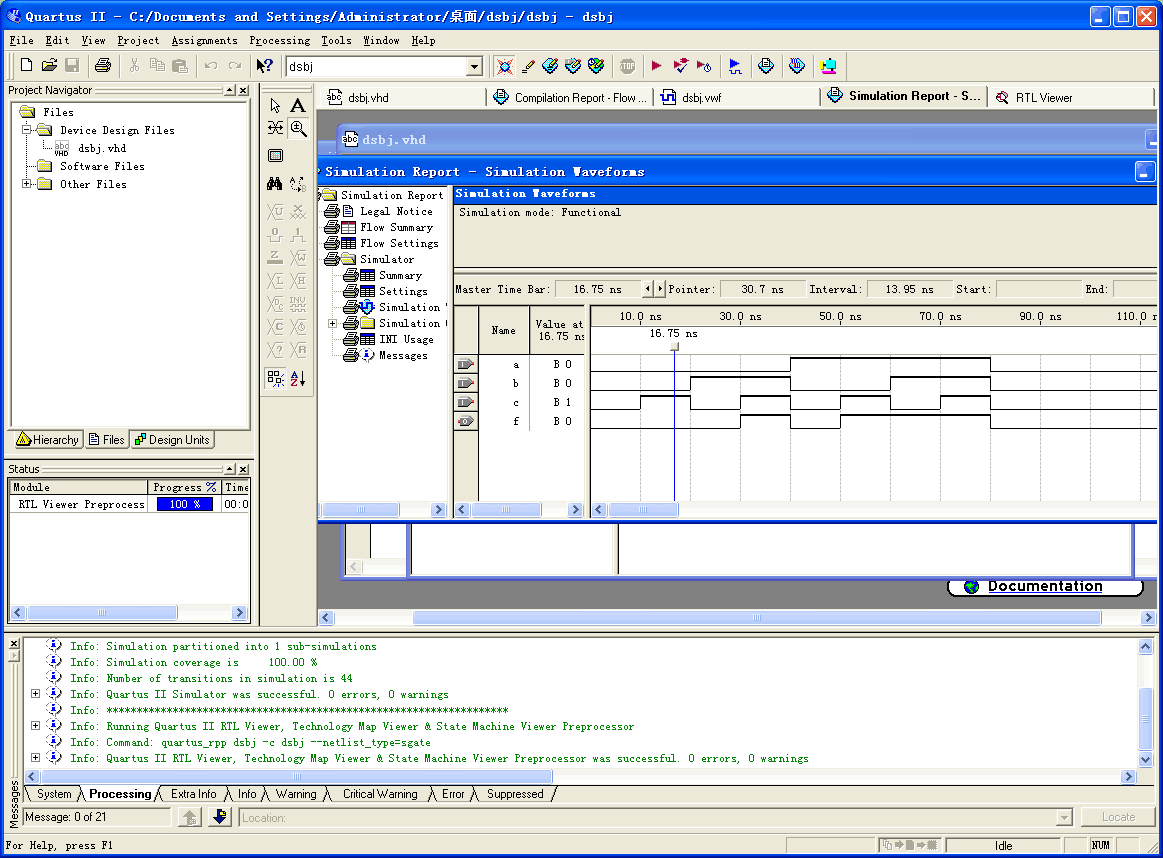 Quartus II - C:/Documents and Settings/Administrator/桌面/dsbj/dsbj - dsbj
File Edit View Project Assignments Processing Tools Window Help
dsbj
Project Navigator
Files
Device Design Files
dsbj.vhd
Software Files
Other Files
Hierarchy Files Design Units
Status
Module Progress % Time
RTL Viewer Preprocess 100 % 00:0
dsbj.vhd Compilation Report - Flow ... dsbj.vwf Simulation Report - S... RTL Viewer
dsbj.vhd
Simulation Report - Simulation Waveforms
Simulation Report
Legal Notice
Flow Summary
Flow Settings
Simulator
Summary
Settings
Simulation
Simulation
INI Usage
Messages
Simulation Waveforms
Simulation mode: Functional
Master Time Bar: 16.75 ns Pointer: 30.7 ns Interval: 13.95 ns Start: End:
Name Value at 16.75 ns
10.0 ns 30.0 ns 50.0 ns 70.0 ns 90.0 ns 110.0 n
16.75 ns
a B 0
b B 0
c B 1
f B 0
Documentation
Info: Simulation partitioned into 1 sub-simulations
Info: Simulation coverage is 100.00 %
Info: Number of transitions in simulation is 44
Info: Quartus II Simulator was successful. 0 errors, 0 warnings
Info: *******************************************************************
Info: Running Quartus II RTL Viewer, Technology Map Viewer & State Machine Viewer Preprocessor
Info: Command: quartus_rpp dsbj -c dsbj --netlist_type=sgate
Info: Quartus II RTL Viewer, Technology Map Viewer & State Machine Viewer Preprocessor was successful. 0 errors, 0 warnings
System Processing Extra Info Info Warning Critical Warning Error Suppressed
Messages
Message: 0 of 21 Location: Locate
For Help, press F1 Idle NUM